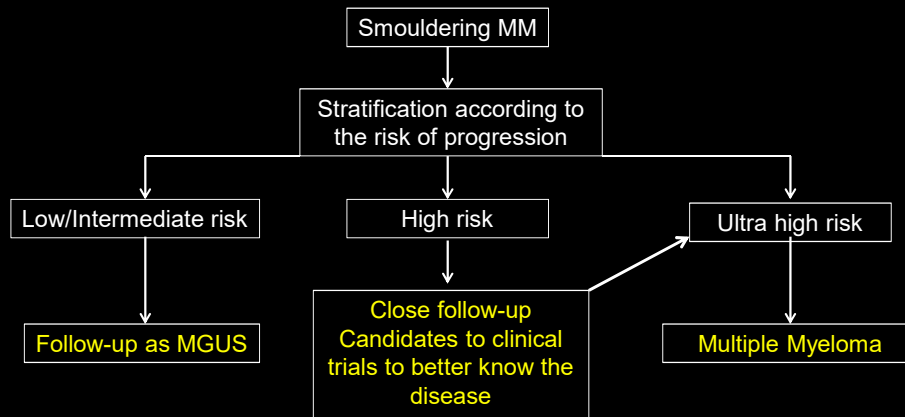 Smouldering MM
Stratification according to
the risk of progression
Low/Intermediate risk
High risk
Ultra high risk
Follow-up as MGUS
Close follow-up
Candidates to clinical
trials to better know the
disease
Multiple Myeloma